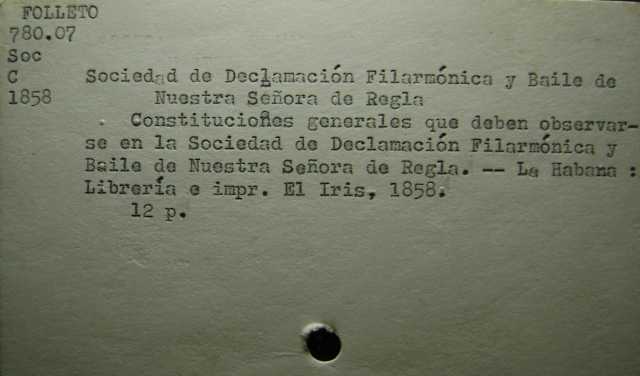 FOLLETO
780.07
Soc
C Sociedad de Declamación Filarmónica y Baile de
1858 Nuestra Señora de Regla
Constituciones generales que deben observar-
se en la Sociedad de Declamación Filarmónica y
Baile de Nuestra Señora de Regla. -- La Habana :
Librería e impr. El Iris, 1858.
12 p.